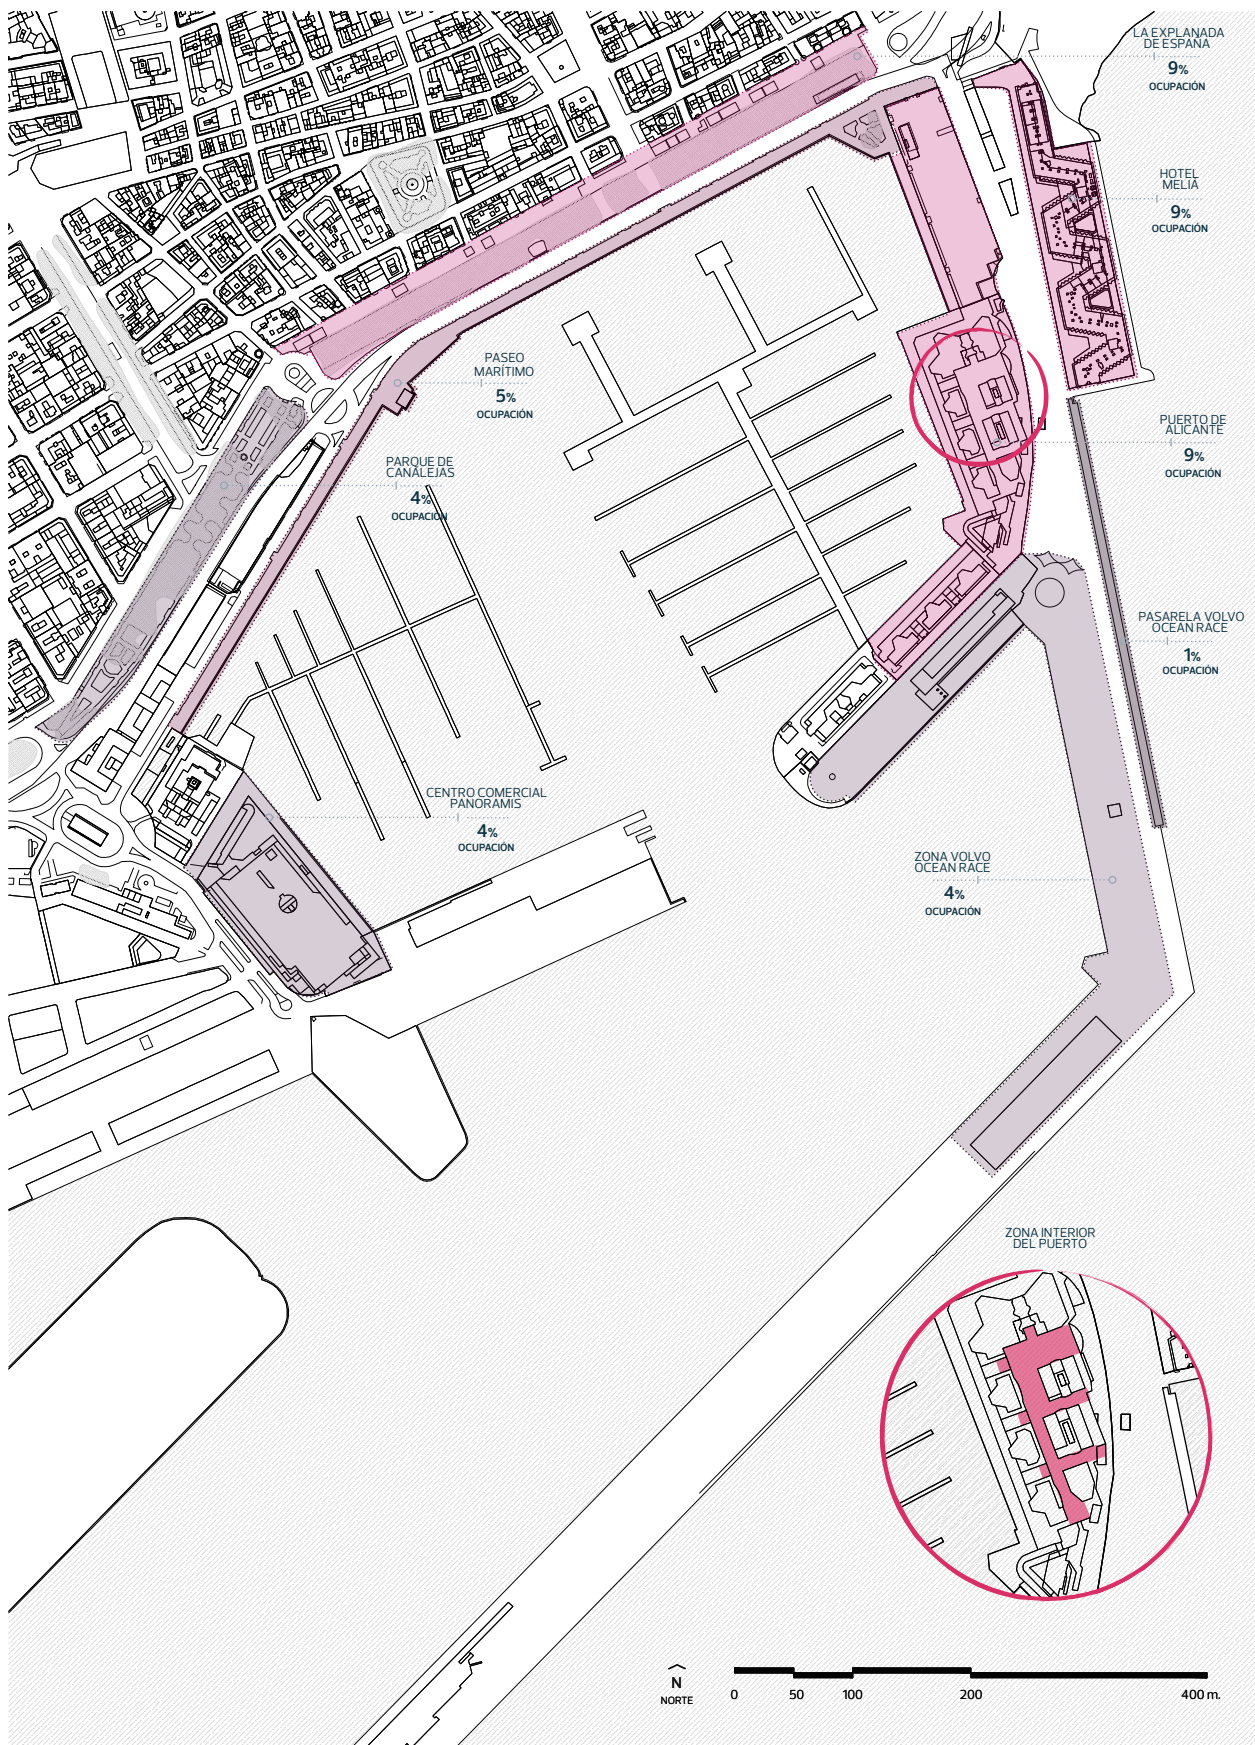 LA EXPLANADA
DE ESPAÑA
9%
OCUPACIÓN
HOTEL
MELIÁ
9%
OCUPACIÓN
PASEO
MARÍTIMO
5%
OCUPACIÓN
PUERTO DE
ALICANTE
9%
OCUPACIÓN
PARQUE DE
CANALEJAS
4%
OCUPACIÓN
PASARELA VOLVO
OCEAN RACE
1%
OCUPACIÓN
CENTRO COMERCIAL
PANORAMIS
4%
OCUPACIÓN
ZONA VOLVO
OCEAN RACE
4%
OCUPACIÓN
ZONA INTERIOR
DEL PUERTO
N
NORTE
0 50 100 200 400 m.